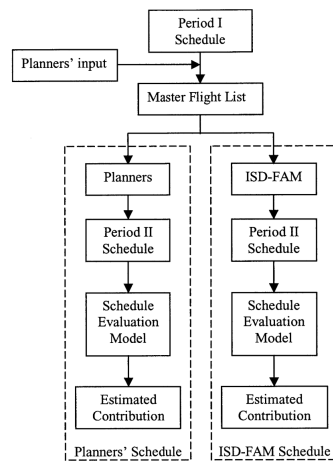 Period I
Schedule
Planners' input
Master Flight List
Planners
Period II
Schedule
Schedule
Evaluation
Model
Estimated
Contribution
Planners' Schedule
ISD-FAM
Period II
Schedule
Schedule
Evaluation
Model
Estimated
Contribution
ISD-FAM Schedule